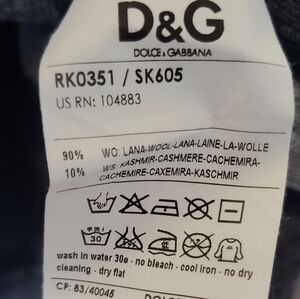 D&G
DOLCE & GABBANA
RK0351 / SK605
US RN: 104883
90% WO: LANA-WOOL-LANA-LAINE-LA-WOLLE
10% WS: KASHMIR-CASHMERE-CACHEMIRA-
CACHEMIRE-CAXEMIRA-KASCHMIR
30
wash in water 30e - no bleach - cool iron - no dry
cleaning - dry flat
CP: 83/40045